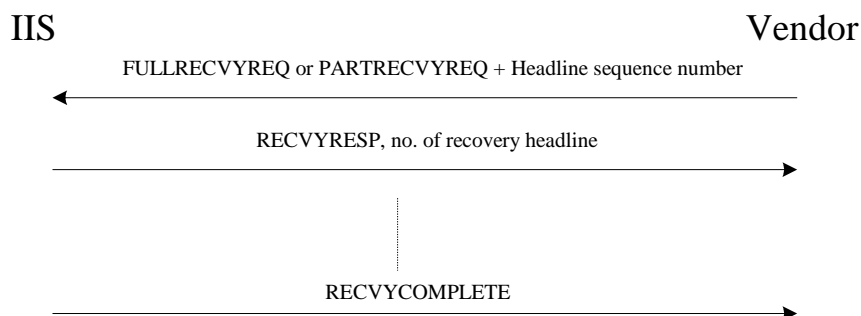 IIS
Vendor
FULLRECVYREQ or PARTRECVYREQ + Headline sequence number
RECVYRESP, no. of recovery headline
RECVYCOMPLETE